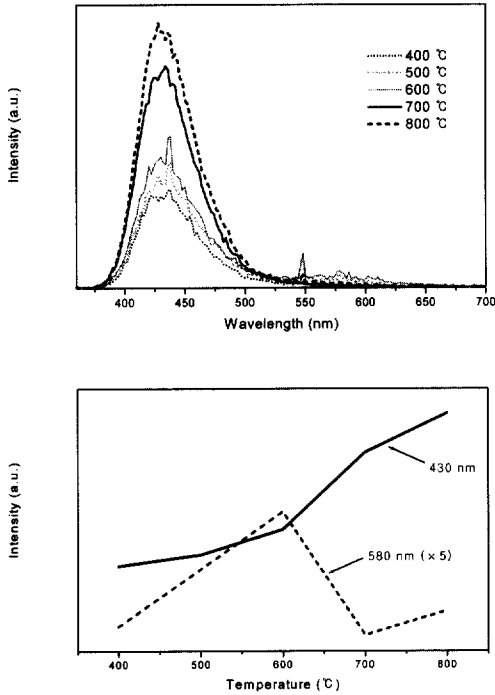 Intensity (a.u.)
400 ℃
500 ℃
600 ℃
700 ℃
800 ℃
400 450 500 550 600 650 700
Wavelength (nm)
Intensity (a.u.)
430 nm
580 nm (× 5)
400 500 600 700 800
Temperature (℃)